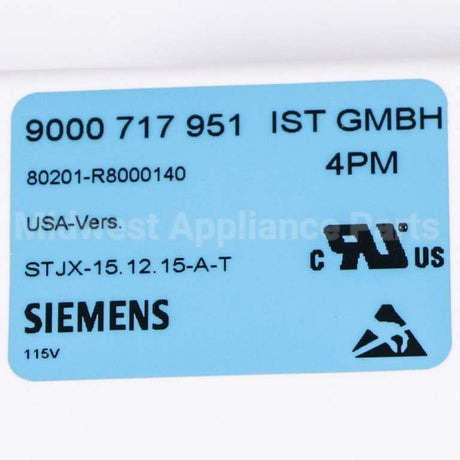 9000 717 951 IST GMBH
80201-R8000140 4PM
USA-Vers.
Midwest Appliance Parts
STJX-15.12.15-A-T
C RU US
SIEMENS
115V